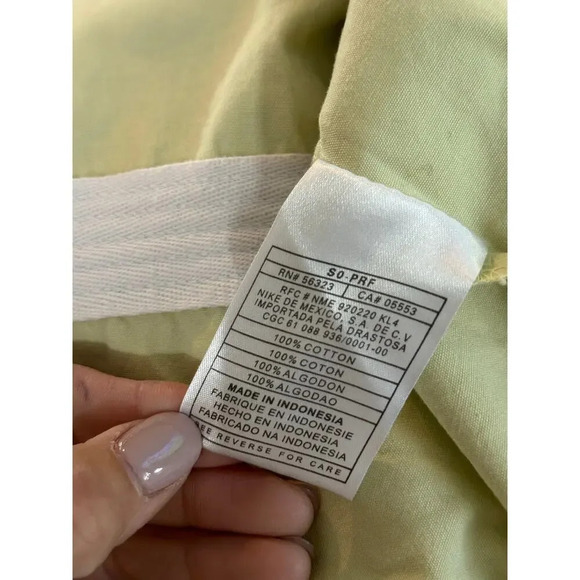 S0-PRF
RN# 56323 CA# 05553
RFC # NME 920220 KL4
NIKE DE MEXICO, S.A. DE C.V
IMPORTADA PELA DRASTOSA
CGC 61 088 936/0001-00
100% COTTON
100% COTON
100% ALGODON
100% ALGODAO
MADE IN INDONESIA
FABRIQUE EN INDONESIE
HECHO EN INDONESIA
FABRICADO NA INDONESIA
SEE REVERSE FOR CARE